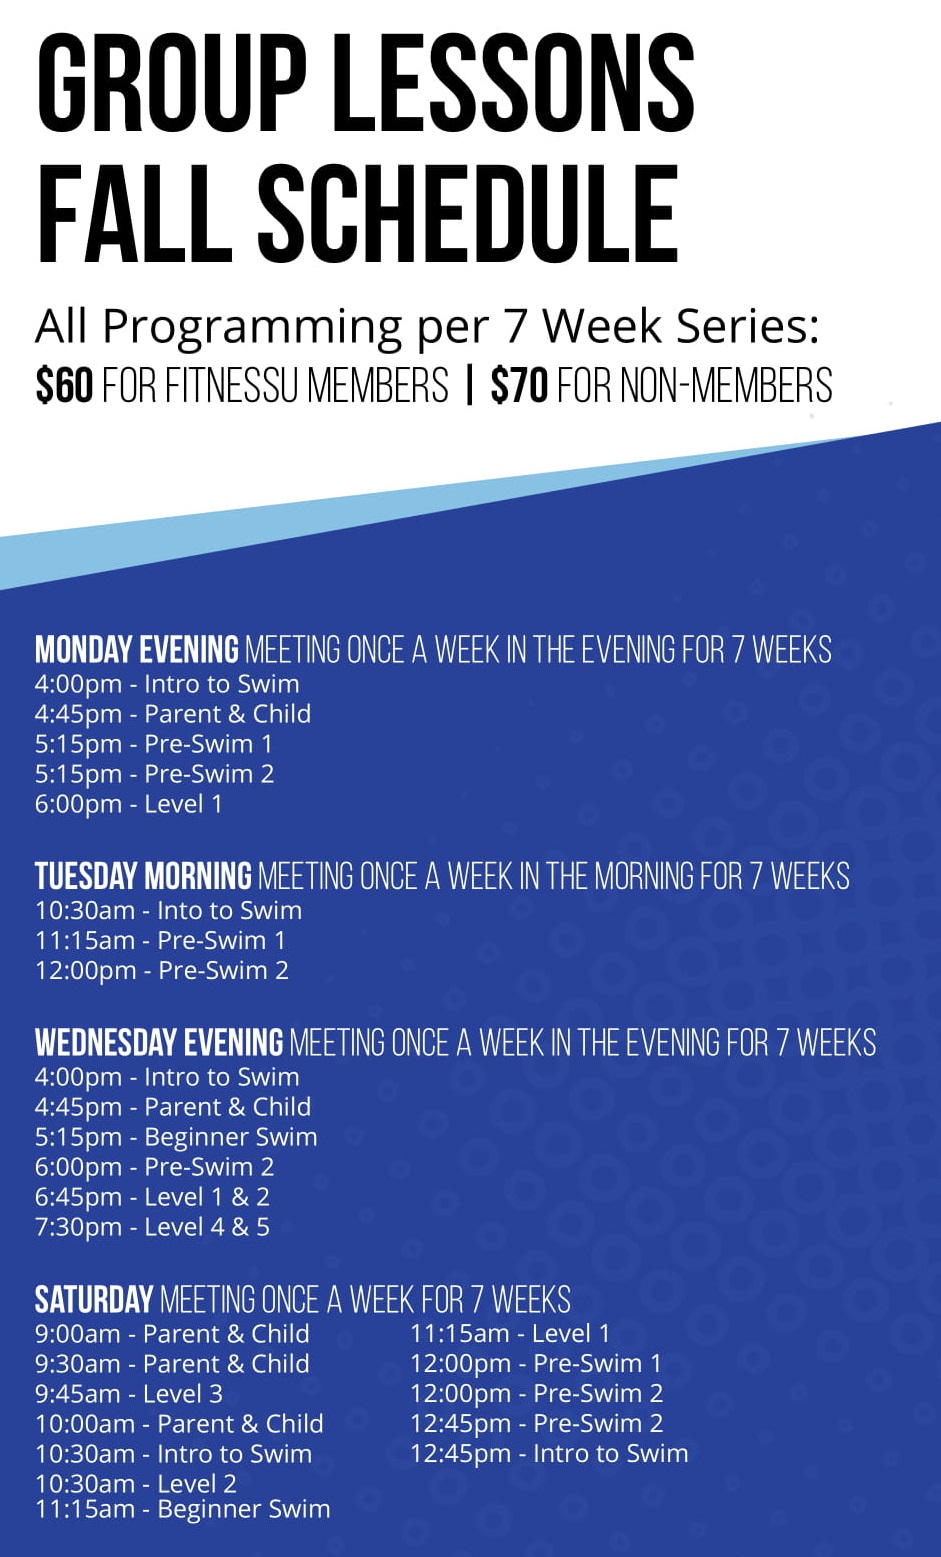 GROUP LESSONS
FALL SCHEDULE
All Programming per 7 Week Series:
$60 FOR FITNESSU MEMBERS | $70 FOR NON-MEMBERS
MONDAY EVENING MEETING ONCE A WEEK IN THE EVENING FOR 7 WEEKS
4:00pm - Intro to Swim
4:45pm - Parent & Child
5:15pm - Pre-Swim 1
5:15pm - Pre-Swim 2
6:00pm - Level 1
TUESDAY MORNING MEETING ONCE A WEEK IN THE MORNING FOR 7 WEEKS
10:30am - Into to Swim
11:15am - Pre-Swim 1
12:00pm - Pre-Swim 2
WEDNESDAY EVENING MEETING ONCE A WEEK IN THE EVENING FOR 7 WEEKS
4:00pm - Intro to Swim
4:45pm - Parent & Child
5:15pm - Beginner Swim
6:00pm - Pre-Swim 2
6:45pm - Level 1 & 2
7:30pm - Level 4 & 5
SATURDAY MEETING ONCE A WEEK FOR 7 WEEKS
9:00am - Parent & Child
9:30am - Parent & Child
9:45am - Level 3
10:00am - Parent & Child
10:30am - Intro to Swim
10:30am - Level 2
11:15am - Beginner Swim
11:15am - Level 1
12:00pm - Pre-Swim 1
12:00pm - Pre-Swim 2
12:45pm - Pre-Swim 2
12:45pm - Intro to Swim